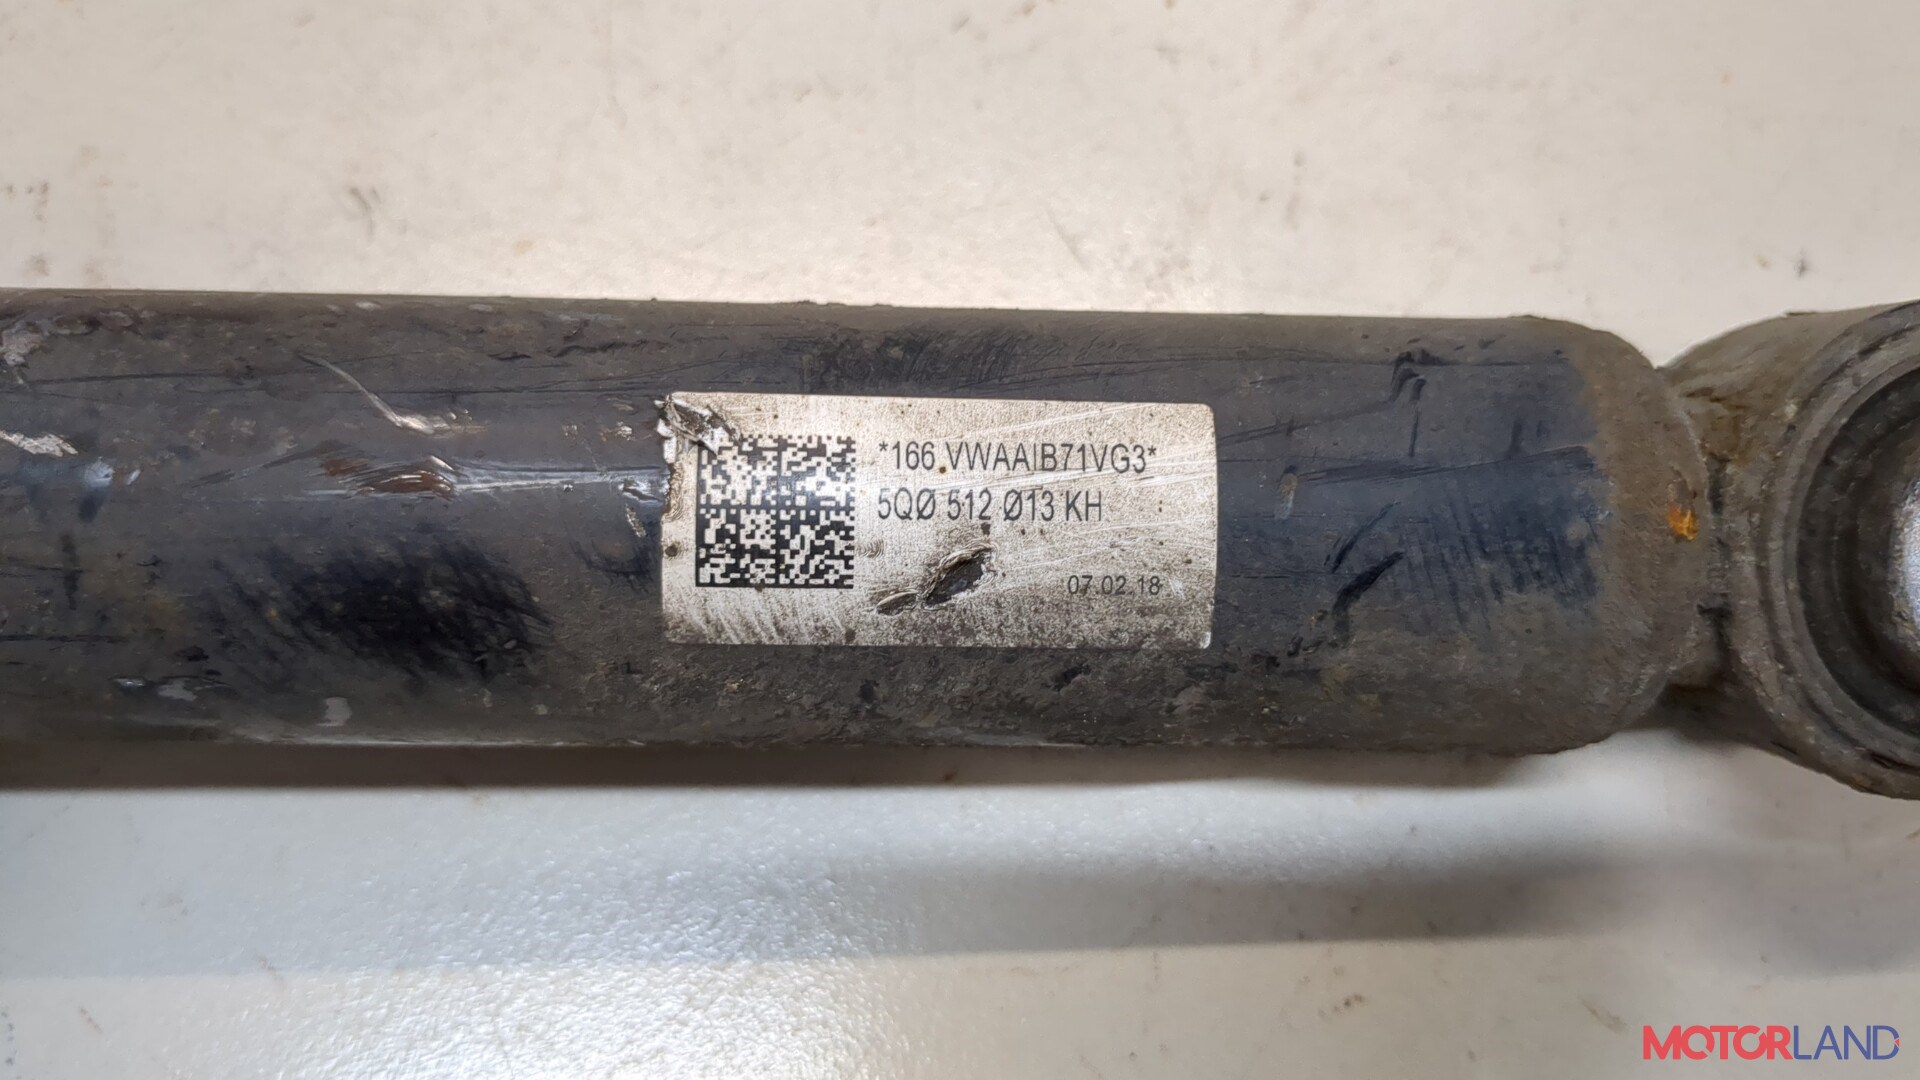 *166 VWAAIB71VG3*
5QØ 512 Ø13 KH
07.02.18
MOTORLAND